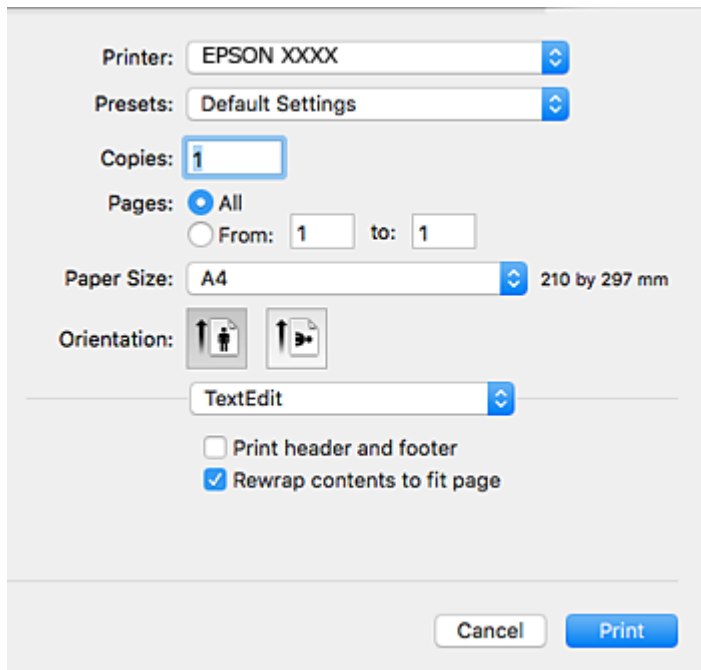 Printer: EPSON XXXX
Presets: Default Settings
Copies: 1
Pages: All
From: 1 to: 1
Paper Size: A4 210 by 297 mm
Orientation:
TextEdit
Print header and footer
Rewrap contents to fit page
Cancel Print